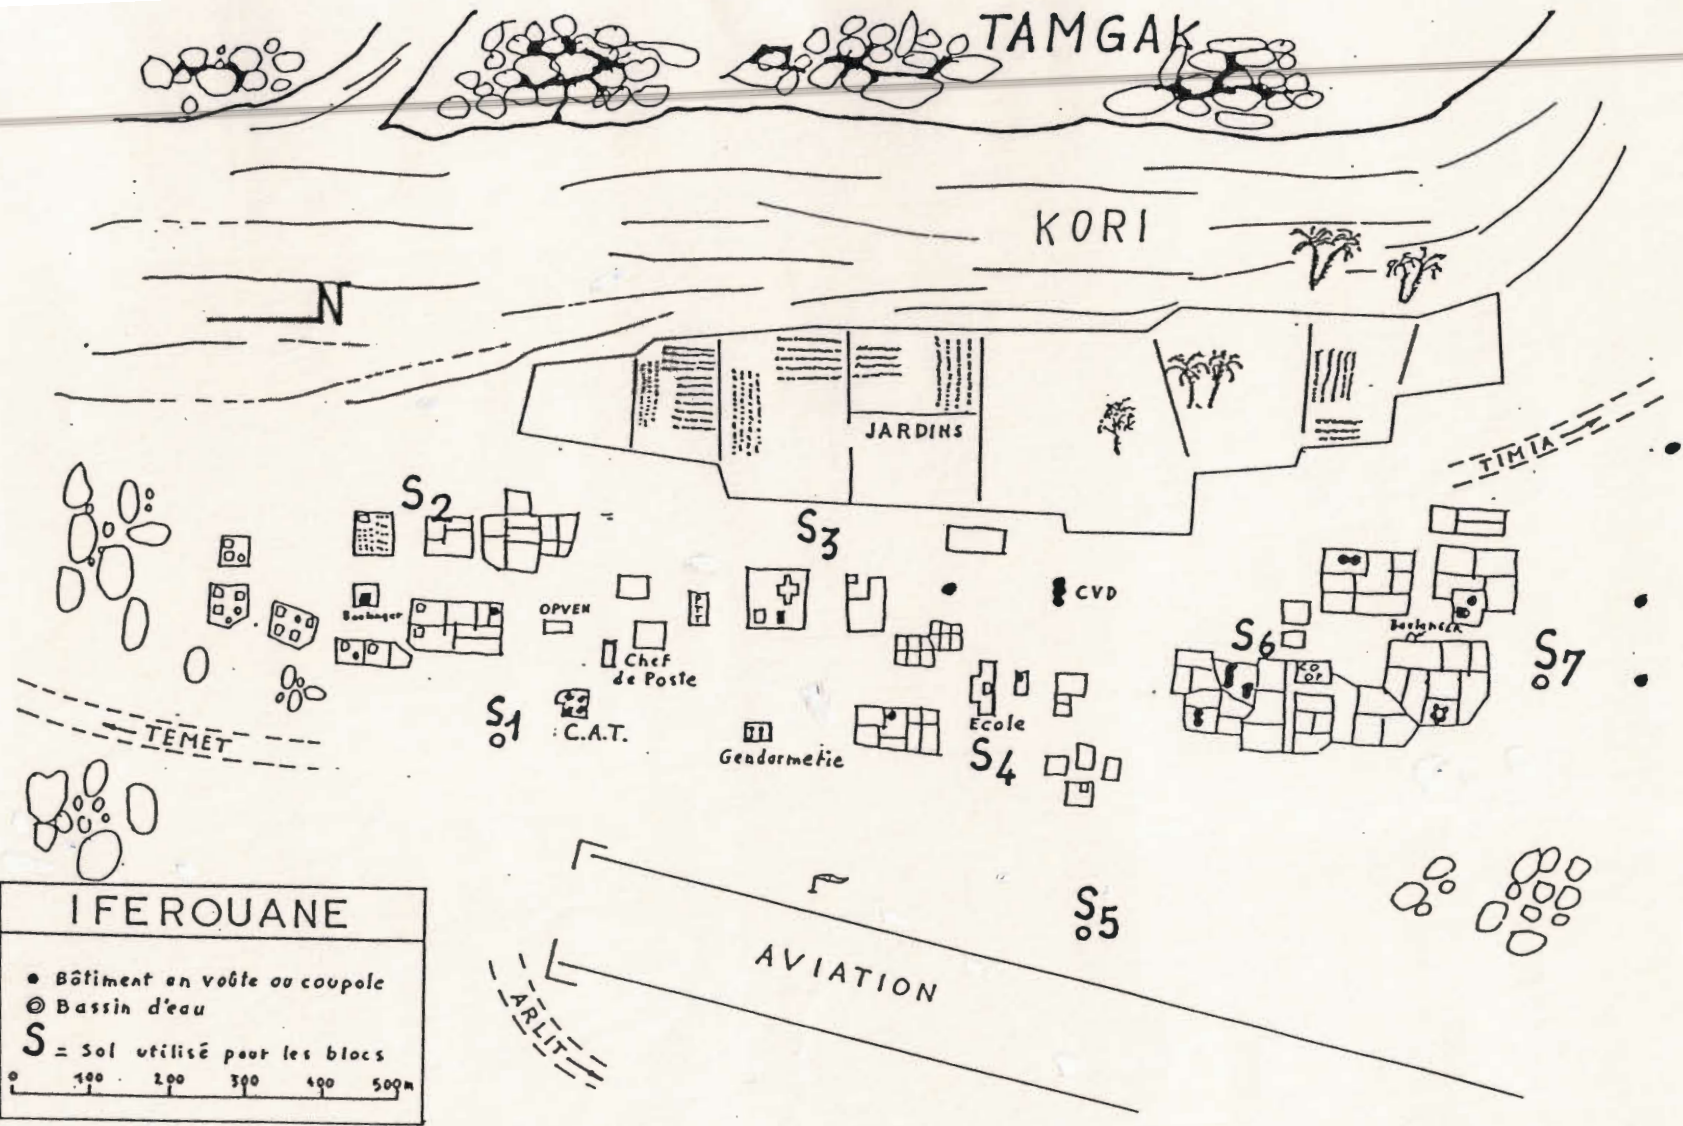 TAMGAK
KORI
N
JARDINS
TIMIA
S2
S3
CVD
Boulanger
OPVEN
PTT
Chef
de Poste
S6
S7
S1
C.A.T.
Ecole
S4
Gendarmerie
TEMET
S5
AVIATION
ARLIT
IFEROUANE
Bâtiment en voûte ou coupole
Bassin d'eau
S = Sol utilisé pour les blocs
0 100 200 300 400 500m